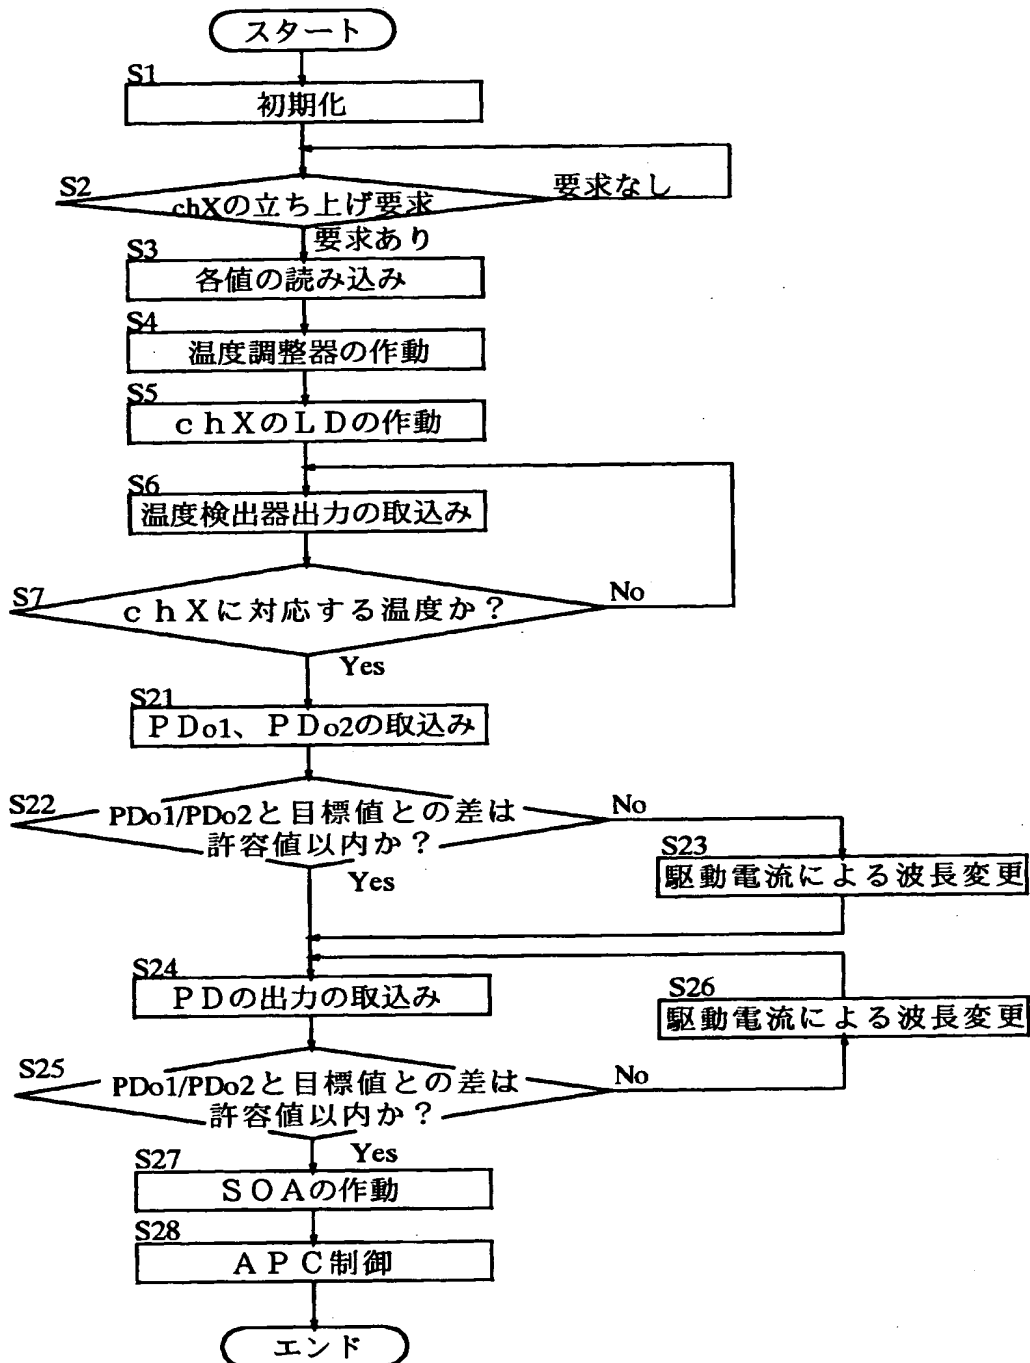 スタート
S1
初期化
S2
chXの立ち上げ要求
要求なし
要求あり
S3
各値の読み込み
S4
温度調整器の作動
S5
chXのLDの作動
S6
温度検出器出力の取込み
S7
chXに対応する温度か?
No
Yes
S21
PDo1、PDo2の取込み
S22
PDo1/PDo2と目標値との差は
許容値以内か?
No
Yes
S23
駆動電流による波長変更
S24
PDの出力の取込み
S26
駆動電流による波長変更
S25
PDo1/PDo2と目標値との差は
許容値以内か?
No
Yes
S27
SOAの作動
S28
APC制御
エンド